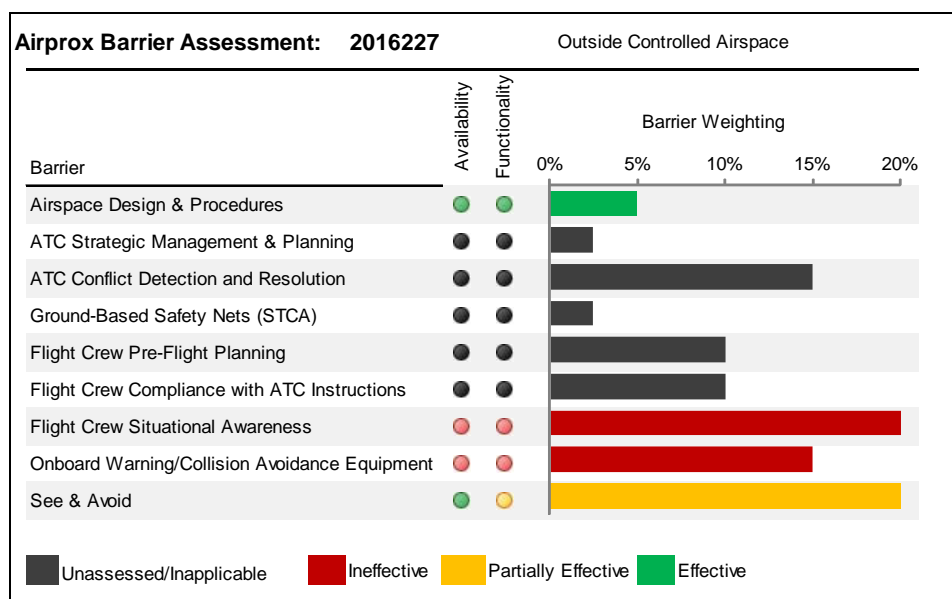 Airprox Barrier Assessment: 2016227 Outside Controlled Airspace
Availability
Functionality
Barrier Weighting
Barrier
0% 5% 10% 15% 20%
Airspace Design & Procedures
ATC Strategic Management & Planning
ATC Conflict Detection and Resolution
Ground-Based Safety Nets (STCA)
Flight Crew Pre-Flight Planning
Flight Crew Compliance with ATC Instructions
Flight Crew Situational Awareness
Onboard Warning/Collision Avoidance Equipment
See & Avoid
Unassessed/Inapplicable Ineffective Partially Effective Effective